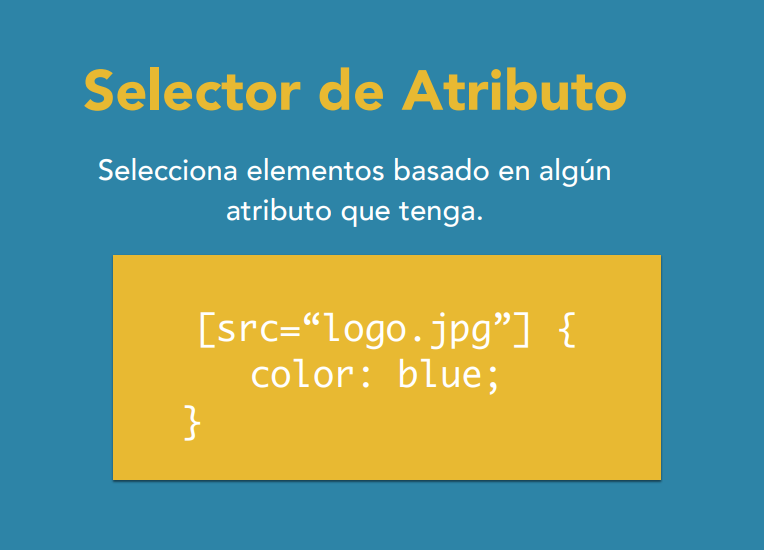 Selector de Atributo
Selecciona elementos basado en algún
atributo que tenga.
[src=“logo.jpg”] {
color: blue;
}